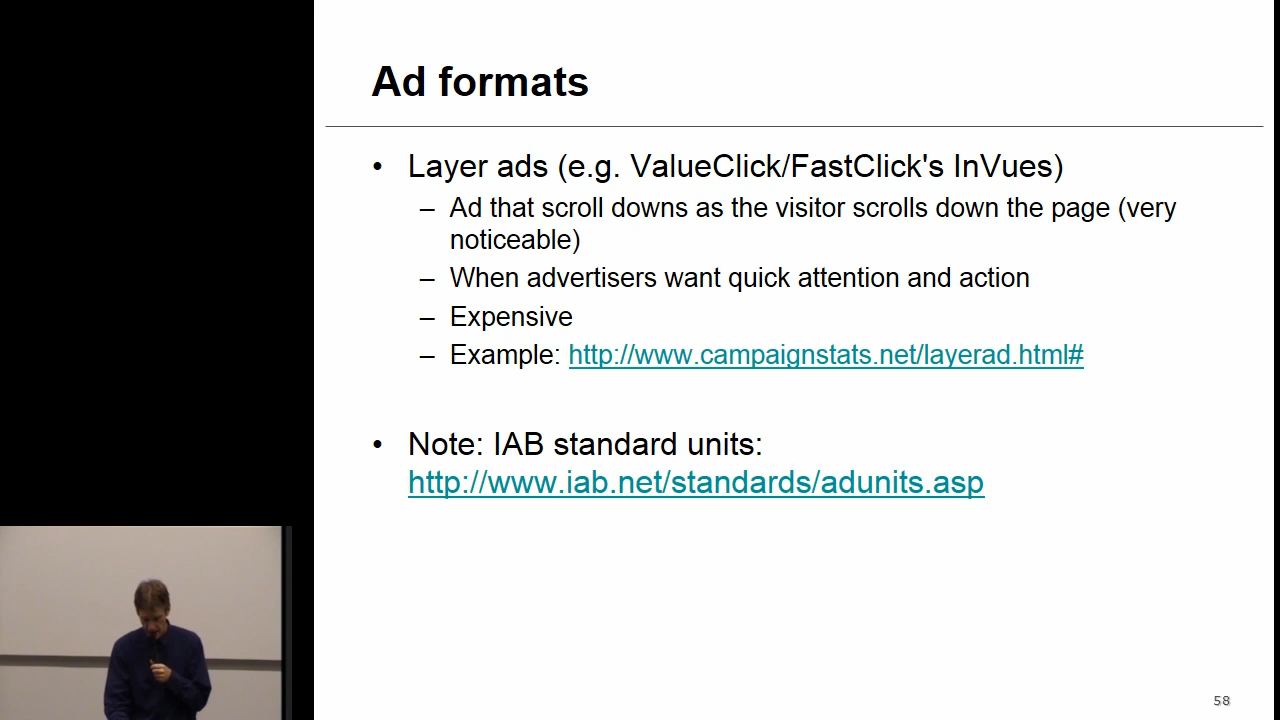 Ad formats
• Layer ads (e.g. ValueClick/FastClick's InVues)
– Ad that scroll downs as the visitor scrolls down the page (very
noticeable)
– When advertisers want quick attention and action
– Expensive
– Example: http://www.campaignstats.net/layerad.html#
• Note: IAB standard units:
http://www.iab.net/standards/adunits.asp
58